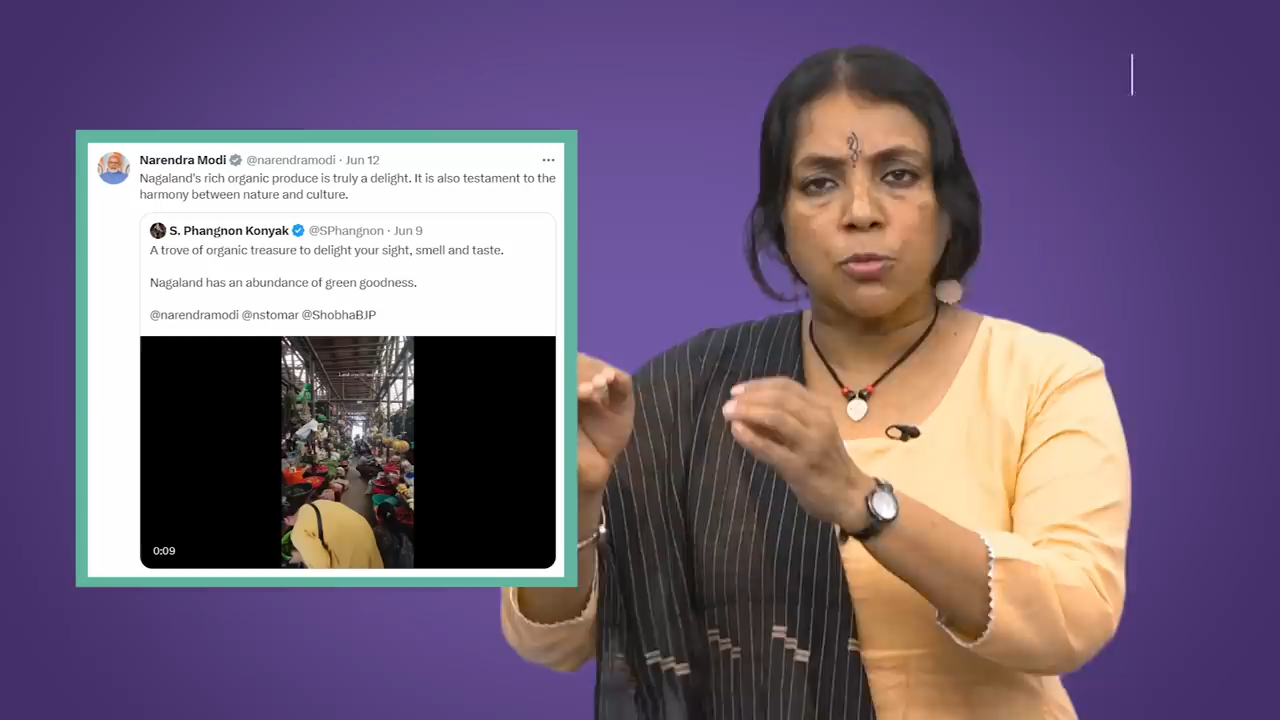 Narendra Modi @narendramodi · Jun 12
Nagaland's rich organic produce is truly a delight. It is also testament to the
harmony between nature and culture.
S. Phangnon Konyak @SPhangnon · Jun 9
A trove of organic treasure to delight your sight, smell and taste.
Nagaland has an abundance of green goodness.
@narendramodi @nstomar @ShobhaBJP
0:09